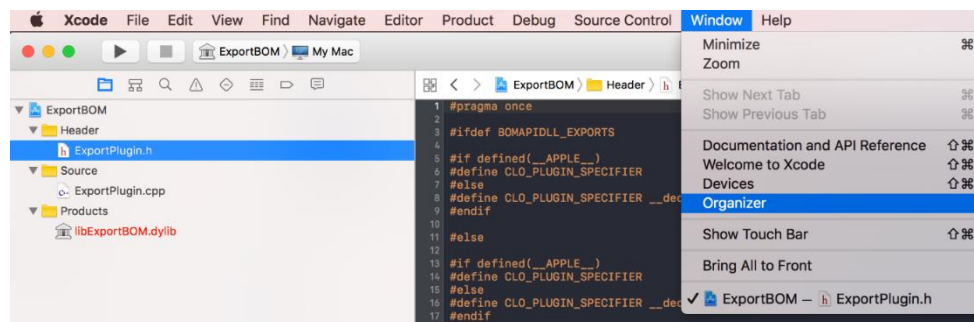 Xcode File Edit View Find Navigate Editor Product Debug Source Control Window Help
ExportBOM 〉 My Mac
Minimize ⌘
Zoom
Show Next Tab ⌘
Show Previous Tab ⌘
Documentation and API Reference ⇧⌘
Welcome to Xcode ⇧⌘
Devices ⇧⌘
Organizer
Show Touch Bar ⇧⌘
Bring All to Front
✓ ExportBOM — h ExportPlugin.h
ExportBOM
Header
h ExportPlugin.h
Source
ExportPlugin.cpp
Products
libExportBOM.dylib
ExportBOM 〉 Header 〉 h
1 #pragma once
2
3 #ifdef BOMAPIDLL_EXPORTS
4
5 #if defined(__APPLE__)
6 #define CLO_PLUGIN_SPECIFIER
7 #else
8 #define CLO_PLUGIN_SPECIFIER __dec
9 #endif
10
11 #else
12
13 #if defined(__APPLE__)
14 #define CLO_PLUGIN_SPECIFIER
15 #else
16 #define CLO_PLUGIN_SPECIFIER __dec
17 #endif